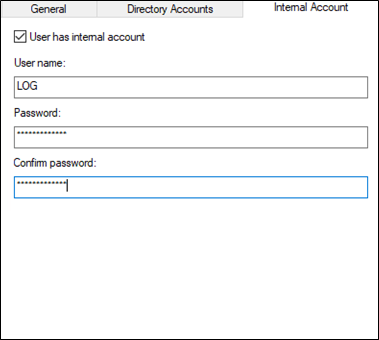 General Directory Accounts Internal Account
User has internal account
User name:
LOG
Password:
*************
Confirm password:
*************